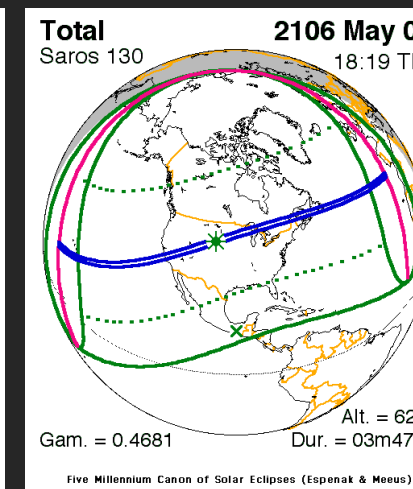 Total 2106 May 0
Saros 130 18:19 T
Alt. = 62
Gam. = 0.4681 Dur. = 03m47
Five Millennium Canon of Solar Eclipses (Espenak & Meeus)